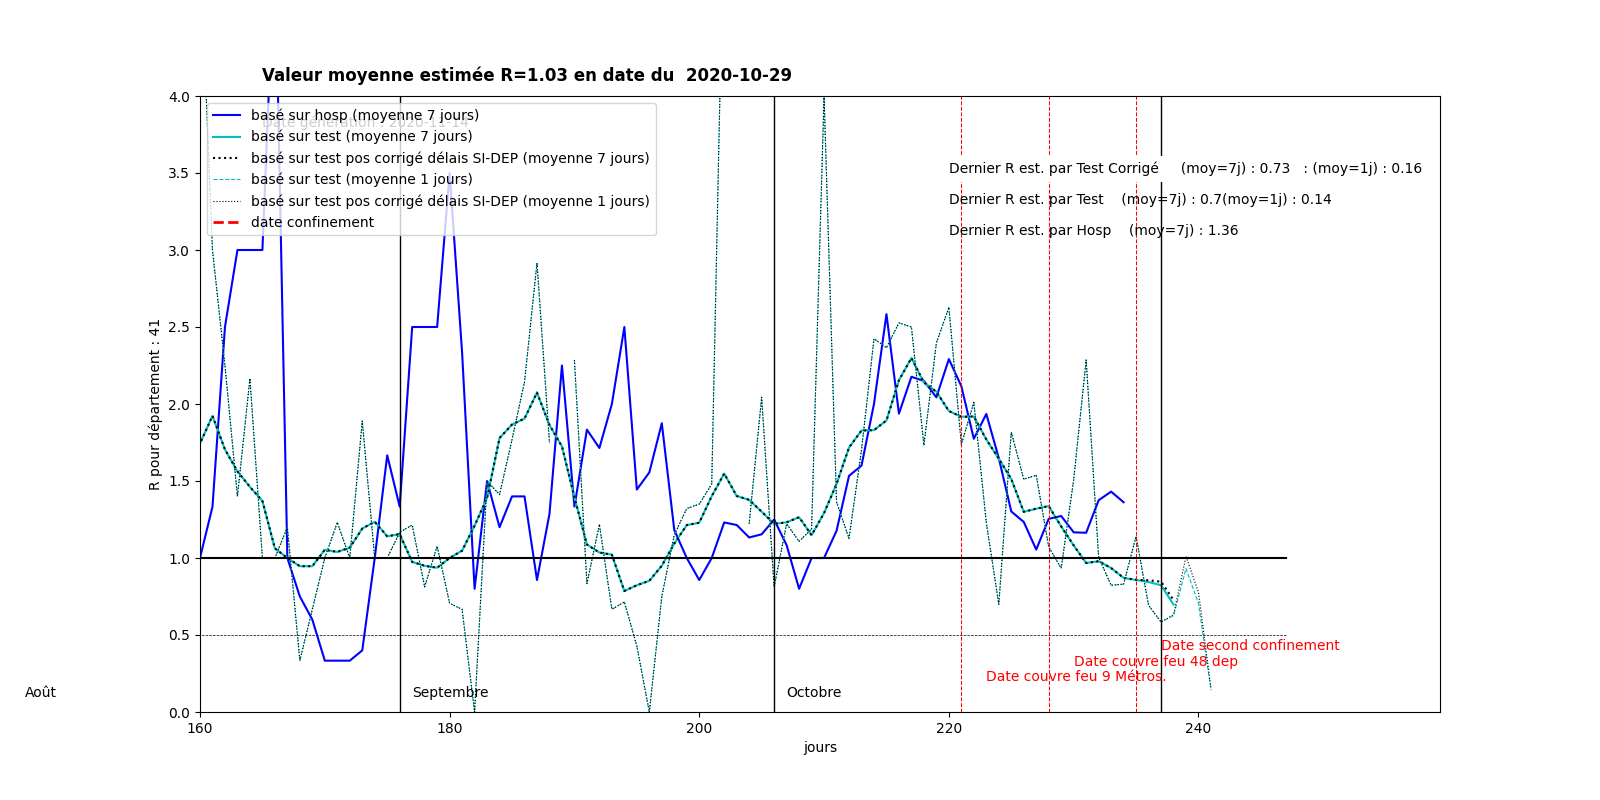 Valeur moyenne estimée R=1.03 en date du  2020-10-29
4.0
basé sur hosp (moyenne 7 jours)
Date génération : 2020-11-14
basé sur test (moyenne 7 jours)
basé sur test pos corrigé délais SI-DEP (moyenne 7 jours)
basé sur test (moyenne 1 jours)
basé sur test pos corrigé délais SI-DEP (moyenne 1 jours)
date confinement
Dernier R est. par Test Corrigé     (moy=7j) : 0.73   : (moy=1j) : 0.16
Dernier R est. par Test    (moy=7j) : 0.7(moy=1j) : 0.14
Dernier R est. par Hosp    (moy=7j) : 1.36
3.5
3.0
2.5
2.0
1.5
1.0
0.5
0.0
R pour département : 41
Date second confinement
Date couvre feu 48 dep
Date couvre feu 9 Métros.
Août
Septembre
Octobre
160
180
200
220
240
jours